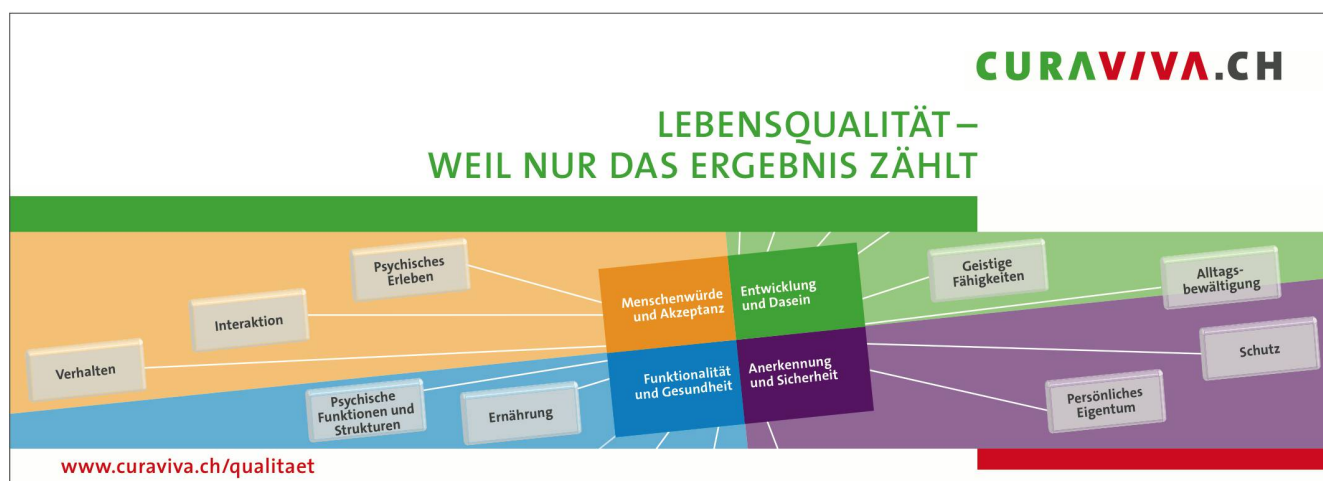 CURAVIVA.CH
LEBENSQUALITÄT –
WEIL NUR DAS ERGEBNIS ZÄHLT
Psychisches
Erleben
Interaktion
Verhalten
Menschenwürde
und Akzeptanz
Entwicklung
und Dasein
Geistige
Fähigkeiten
Alltags-
bewältigung
Psychische
Funktionen und
Strukturen
Ernährung
Funktionalität
und Gesundheit
Anerkennung
und Sicherheit
Schutz
Persönliches
Eigentum
www.curaviva.ch/qualitaet